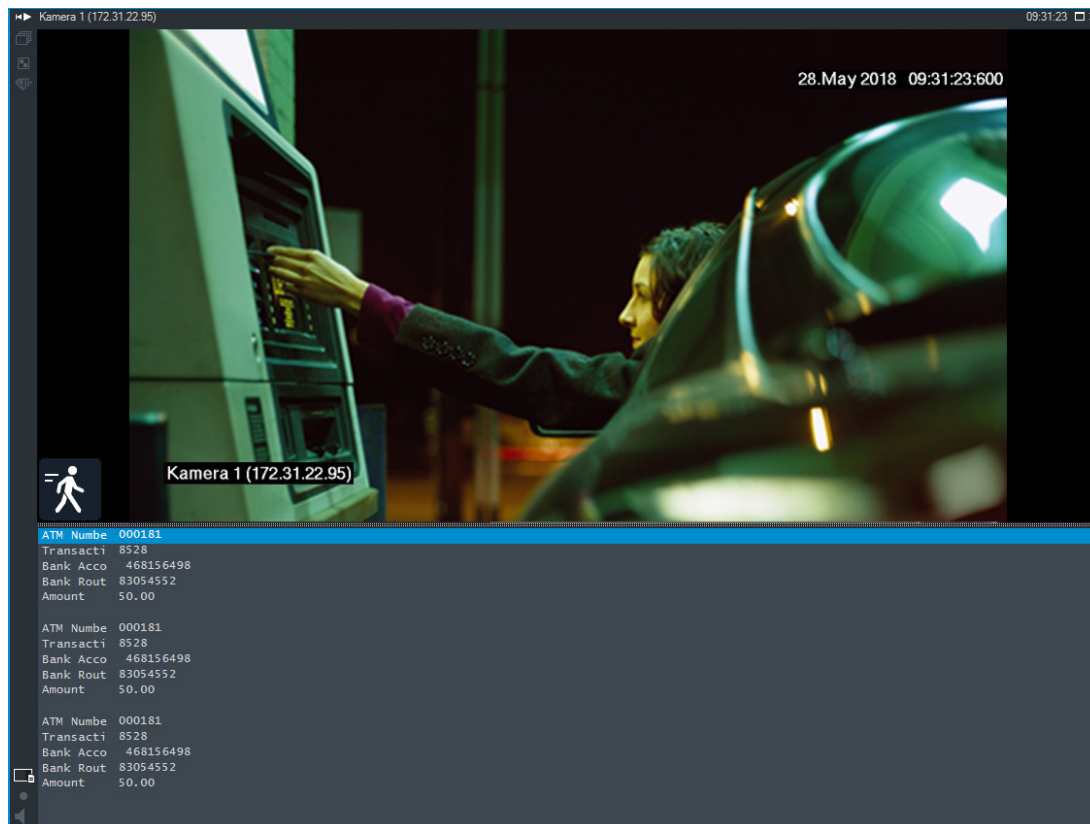 Kamera 1 (172.31.22.95) 09:31:23
28.May 2018 09:31:23:600
Kamera 1 (172.31.22.95)
ATM Numbe 000181
Transacti 8528
Bank Acco 468156498
Bank Rout 83054552
Amount 50.00
ATM Numbe 000181
Transacti 8528
Bank Acco 468156498
Bank Rout 83054552
Amount 50.00
ATM Numbe 000181
Transacti 8528
Bank Acco 468156498
Bank Rout 83054552
Amount 50.00